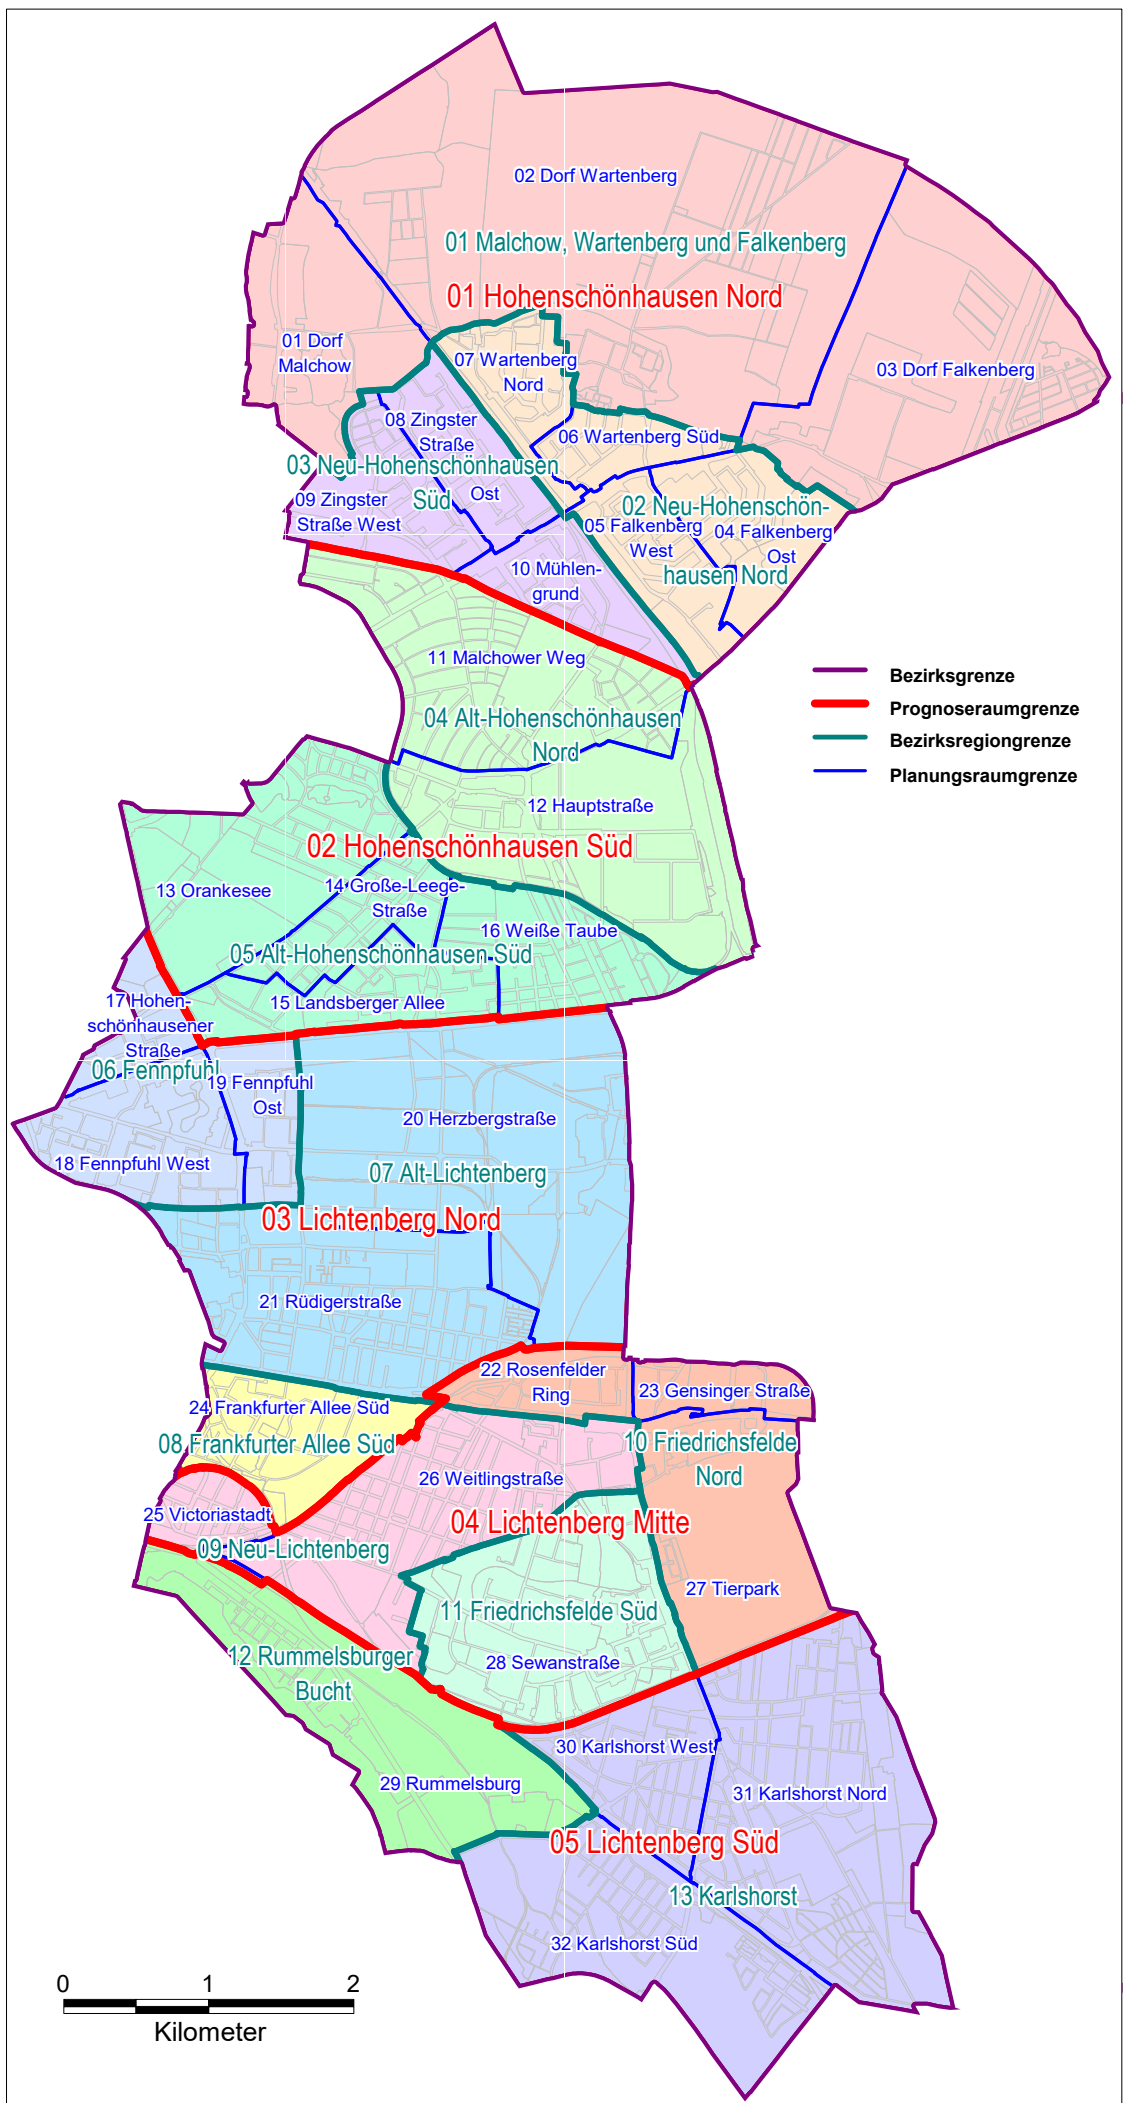 02 Dorf Wartenberg
01 Malchow, Wartenberg und Falkenberg
01 Hohenschönhausen Nord
01 Dorf
Malchow
07 Wartenberg
Nord
03 Dorf Falkenberg
08 Zingster
Straße
Ost
06 Wartenberg Süd
03 Neu-Hohenschönhausen
Süd
09 Zingster
Straße West
02 Neu-Hohenschön-
hausen Nord
05 Falkenberg
West
04 Falkenberg
Ost
10 Mühlen-
grund
11 Malchower Weg
Bezirksgrenze
Prognoseraumgrenze
Bezirksregiongrenze
Planungsraumgrenze
04 Alt-Hohenschönhausen
Nord
12 Hauptstraße
02 Hohenschönhausen Süd
13 Orankesee
14 Große-Leege-
Straße
16 Weiße Taube
05 Alt-Hohenschönhausen Süd
15 Landsberger Allee
17 Hohen-
schönhausener
Straße
06 Fennpfuhl
19 Fennpfuhl
Ost
20 Herzbergstraße
18 Fennpfuhl West
07 Alt-Lichtenberg
03 Lichtenberg Nord
21 Rüdigerstraße
22 Rosenfelder
Ring
23 Gensinger Straße
24 Frankfurter Allee Süd
08 Frankfurter Allee Süd
10 Friedrichsfelde
Nord
26 Weitlingstraße
25 Victoriastadt
04 Lichtenberg Mitte
09 Neu-Lichtenberg
27 Tierpark
11 Friedrichsfelde Süd
12 Rummelsburger
Bucht
28 Sewanstraße
30 Karlshorst West
29 Rummelsburg
31 Karlshorst Nord
05 Lichtenberg Süd
13 Karlshorst
32 Karlshorst Süd
0 1 2
Kilometer